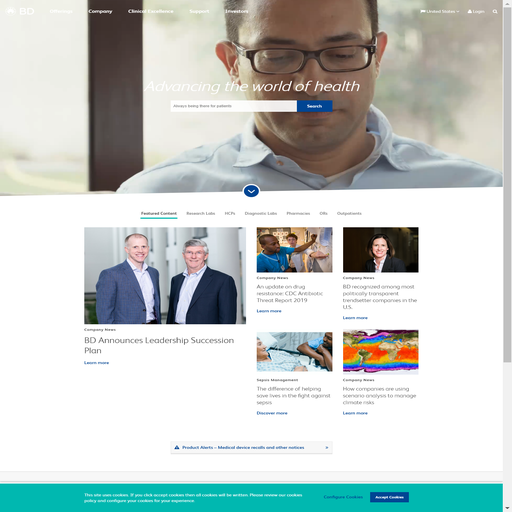 BD
Company
Clinical Excellence
Support
Investors
United States
Login
Advancing the world of health
Always being there for patients
Search
Featured Content
Research Labs
HCPs
Diagnostic Labs
Pharmacies
ORs
Outpatients
Company News
BD Announces Leadership Succession
Plan
Learn more
Company News
An update on drug
resistance: CDC Antibiotic
Threat Report 2019
Learn more
Company News
BD recognized among most
politically transparent
trendsetter companies in the
U.S.
Learn more
Sepsis Management
The difference of helping
save lives in the fight against
sepsis
Discover more
Company News
How companies are using
scenario analysis to manage
climate risks
Learn more
Product Alerts – Medical device recalls and other notices
»
This site uses cookies. If you click accept cookies then all cookies will be written. Please review our cookies
policy and configure your cookies for your experience.
Configure Cookies
Accept Cookies